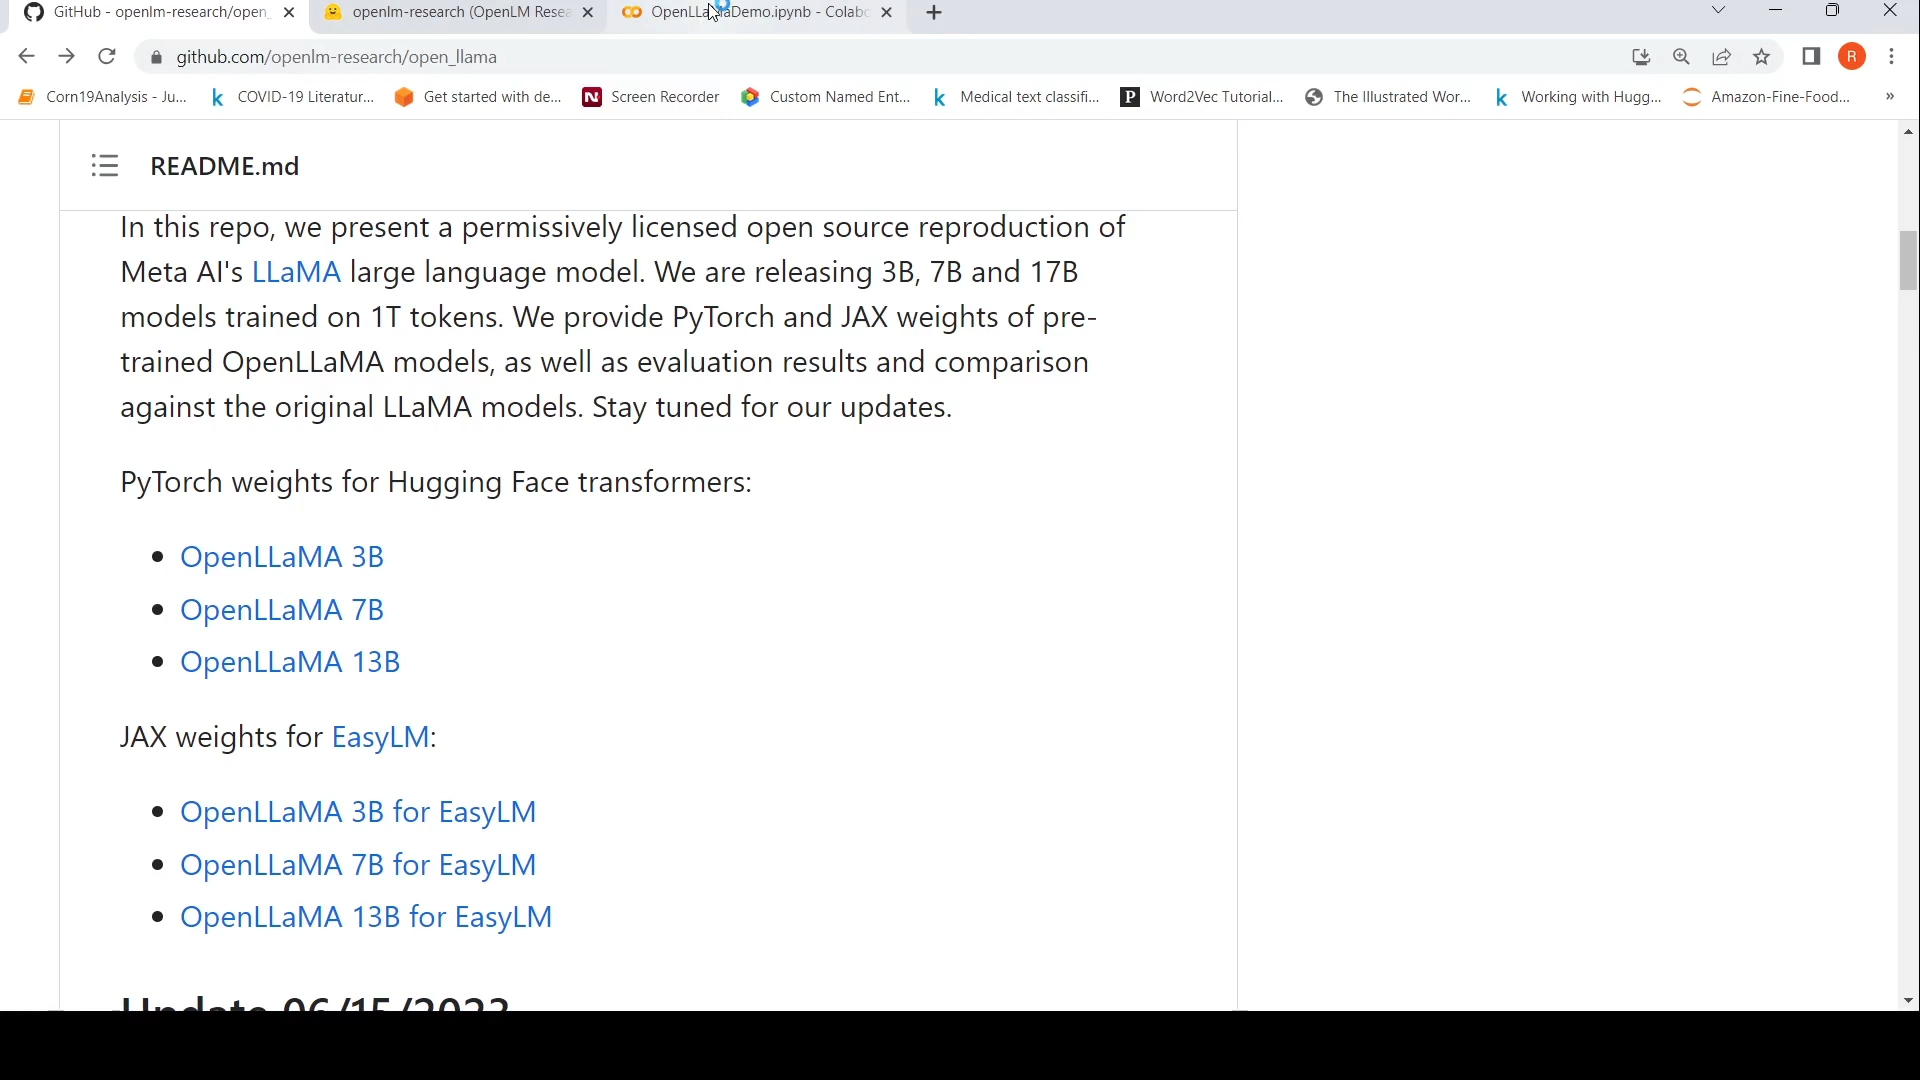 GitHub - openlm-research/open_
openlm-research (OpenLM Resea
OpenLLamaDemo.ipynb - Colabo
github.com/openlm-research/open_llama
R
Corn19Analysis - Ju...
COVID-19 Literatur...
Get started with de...
Screen Recorder
Custom Named Ent...
Medical text classifi...
Word2Vec Tutorial...
The Illustrated Wor...
Working with Hugg...
Amazon-Fine-Food...
»
README.md
In this repo, we present a permissively licensed open source reproduction of
Meta AI's LLaMA large language model. We are releasing 3B, 7B and 17B
models trained on 1T tokens. We provide PyTorch and JAX weights of pre-
trained OpenLLaMA models, as well as evaluation results and comparison
against the original LLaMA models. Stay tuned for our updates.
PyTorch weights for Hugging Face transformers:
• OpenLLaMA 3B
• OpenLLaMA 7B
• OpenLLaMA 13B
JAX weights for EasyLM:
• OpenLLaMA 3B for EasyLM
• OpenLLaMA 7B for EasyLM
• OpenLLaMA 13B for EasyLM
Update 06/15/2023